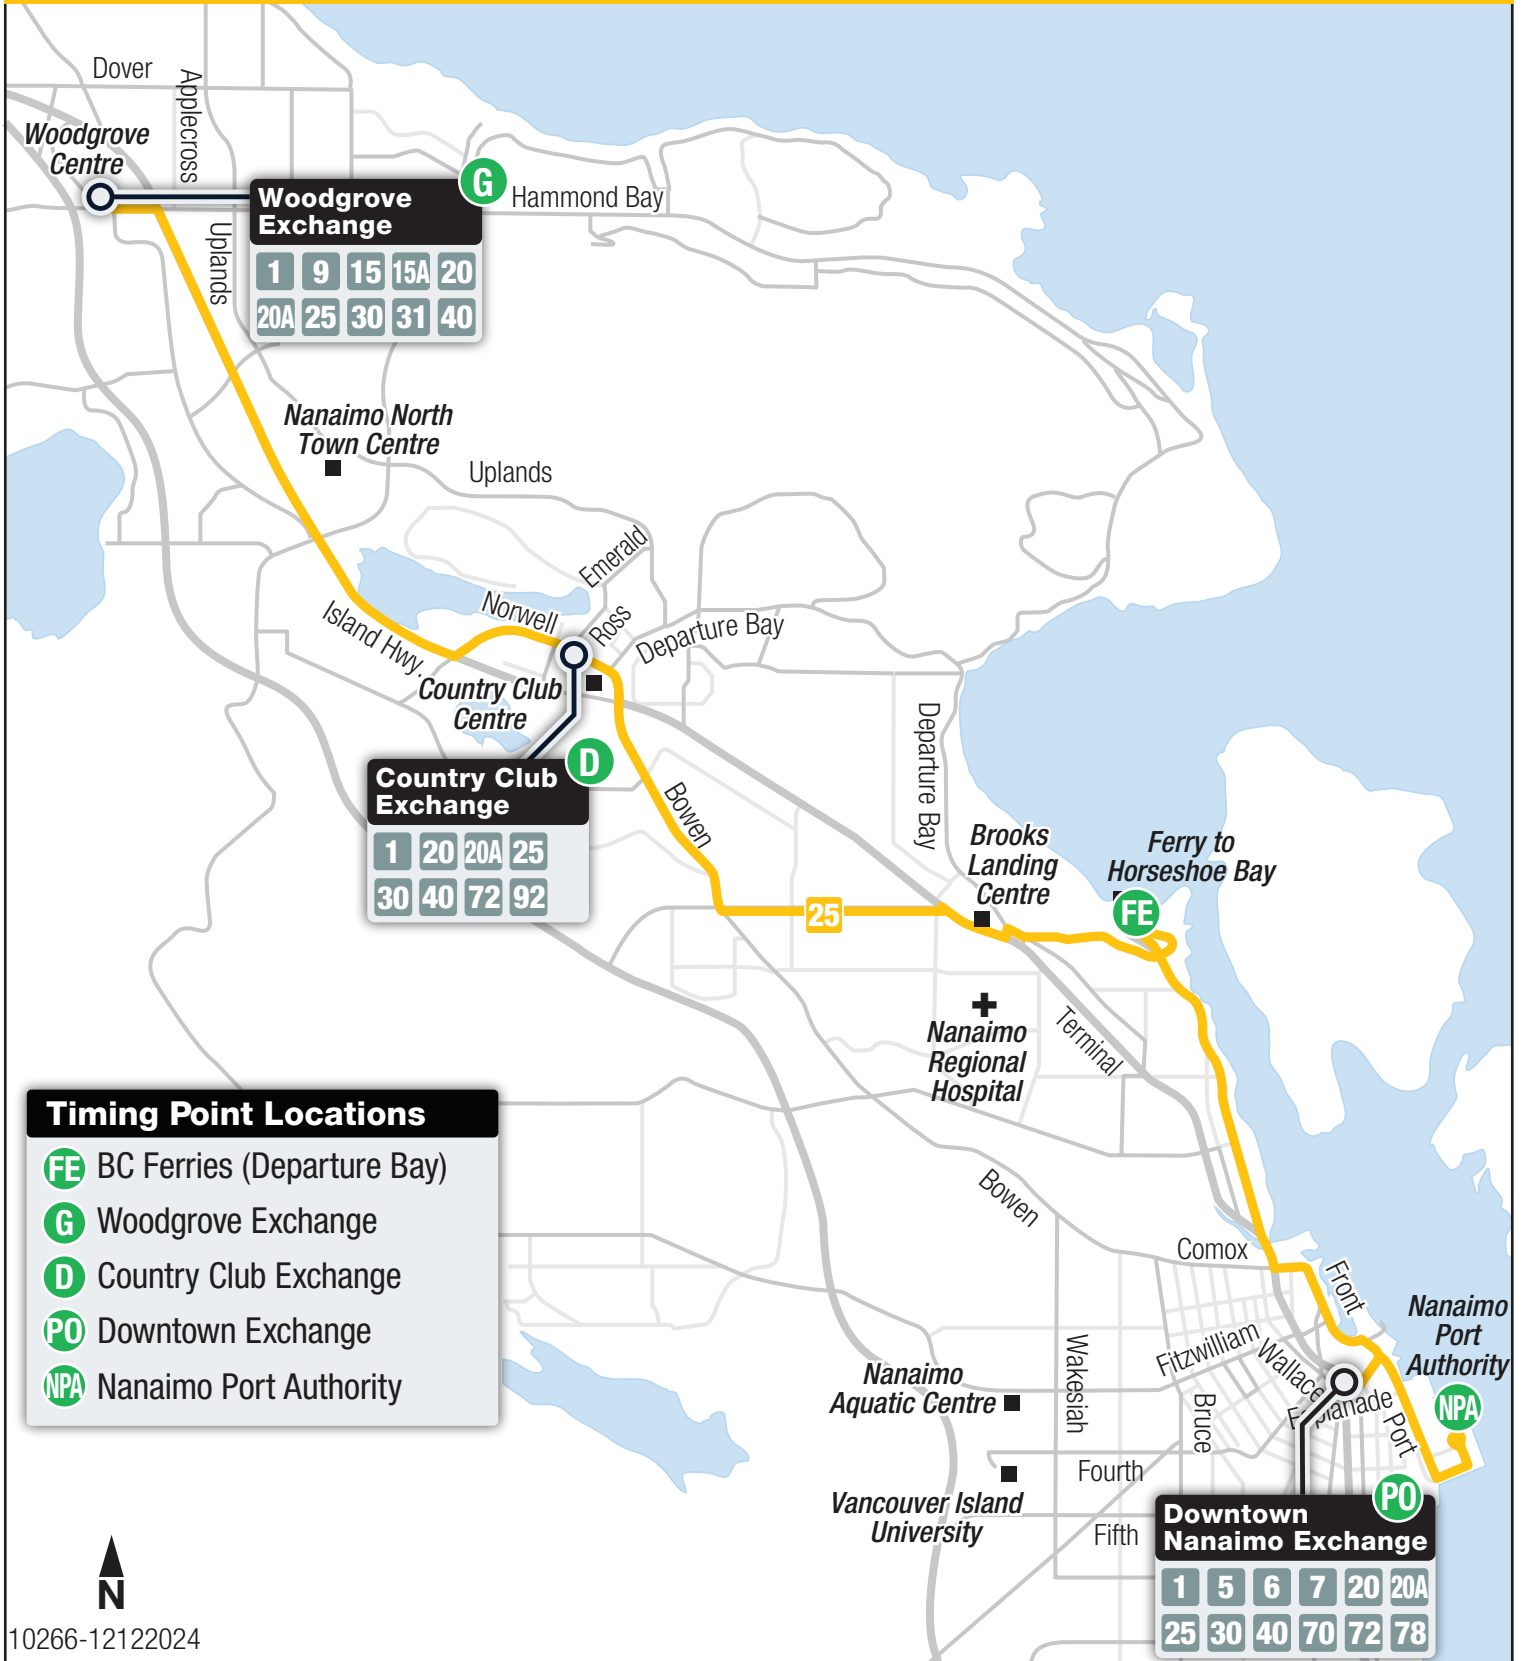 Dover
Applecross
Woodgrove
Centre
Woodgrove
Exchange
G
1 9 15 15A 20
20A 25 30 31 40
Hammond Bay
Uplands
Nanaimo North
Town Centre
Uplands
Emerald
Norwell
Ross
Island Hwy.
Departure Bay
Country Club
Centre
D
Country Club
Exchange
1 20 20A 25
30 40 72 92
Bowen
Departure Bay
Brooks
Landing
Centre
Ferry to
Horseshoe Bay
FE
25
Nanaimo
Regional
Hospital
Terminal
Timing Point Locations
FE BC Ferries (Departure Bay)
G Woodgrove Exchange
D Country Club Exchange
PO Downtown Exchange
NPA Nanaimo Port Authority
Bowen
Comox
Front
Nanaimo
Port
Authority
NPA
Fitzwilliam
Wallace
Esplanade
Port
Wakesiah
Bruce
Nanaimo
Aquatic Centre
Fourth
Vancouver Island
University
Fifth
PO
Downtown
Nanaimo Exchange
1 5 6 7 20 20A
25 30 40 70 72 78
N
10266-12122024